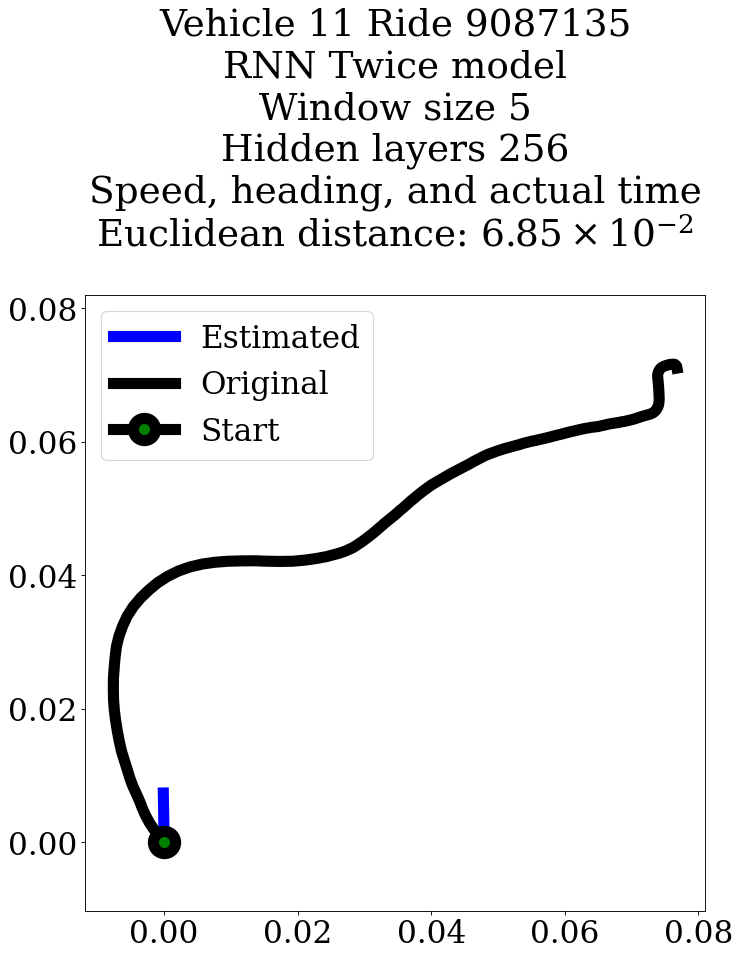 Vehicle 11 Ride 9087135
RNN Twice model
Window size 5
Hidden layers 256
Speed, heading, and actual time
Euclidean distance: 6.85 × 10⁻²
Estimated
Original
Start
0.08
0.06
0.04
0.02
0.00
0.00 0.02 0.04 0.06 0.08